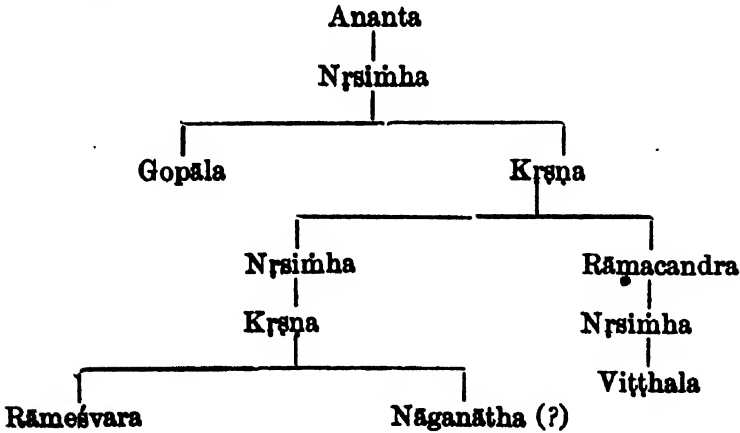 Ananta
Nṛsiṁha
Gopāla Kṛṣṇa
Nṛsiṁha Rāmacandra
Kṛṣṇa Nṛsiṁha
Viṭṭhala
Rāmeśvara Nāganātha (?)